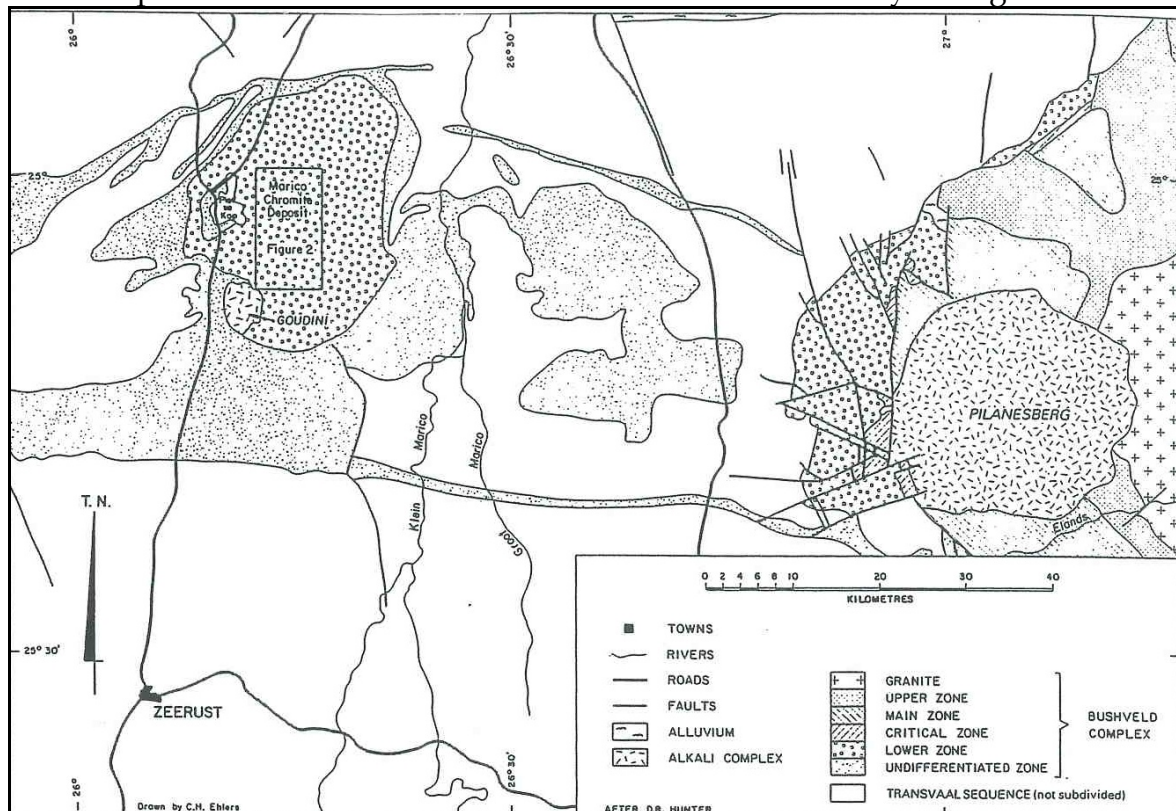 26°
26°30'
27°
25°
25°
Marico
Chromite
Deposit
Figure 2
Kop
GOUDINI
PILANESBERG
Marico
Klein
Marico
Groot
Elands
T. N.
25° 30'
ZEERUST
26°
26°30'
Drawn by C.H. Ehlers
0 2 4 6 8 10 20 30 40
KILOMETRES
TOWNS
RIVERS
ROADS
FAULTS
ALLUVIUM
ALKALI COMPLEX
GRANITE
UPPER ZONE
MAIN ZONE
CRITICAL ZONE
LOWER ZONE
UNDIFFERENTIATED ZONE
BUSHVELD
COMPLEX
TRANSVAAL SEQUENCE (not subdivided)
AFTER D.R. HUNTER